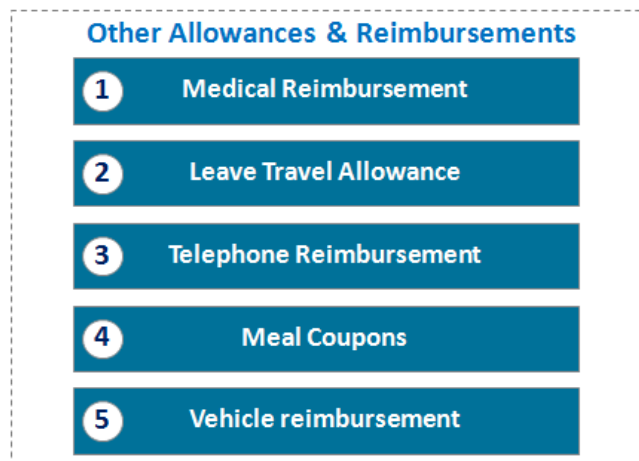 Other Allowances & Reimbursements
1 Medical Reimbursement
2 Leave Travel Allowance
3 Telephone Reimbursement
4 Meal Coupons
5 Vehicle reimbursement